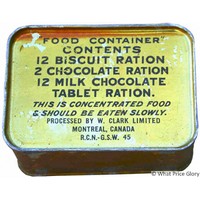 "FOOD CONTAINER"
CONTENTS
12 BISCUIT RATION
2 CHOCOLATE RATION
12 MILK CHOCOLATE
TABLET RATION.
THIS IS CONCENTRATED FOOD
& SHOULD BE EATEN SLOWLY.
PROCESSED BY W. CLARK LIMITED
MONTREAL, CANADA
R.C.N.-G.S.W. 45
© What Price Glory